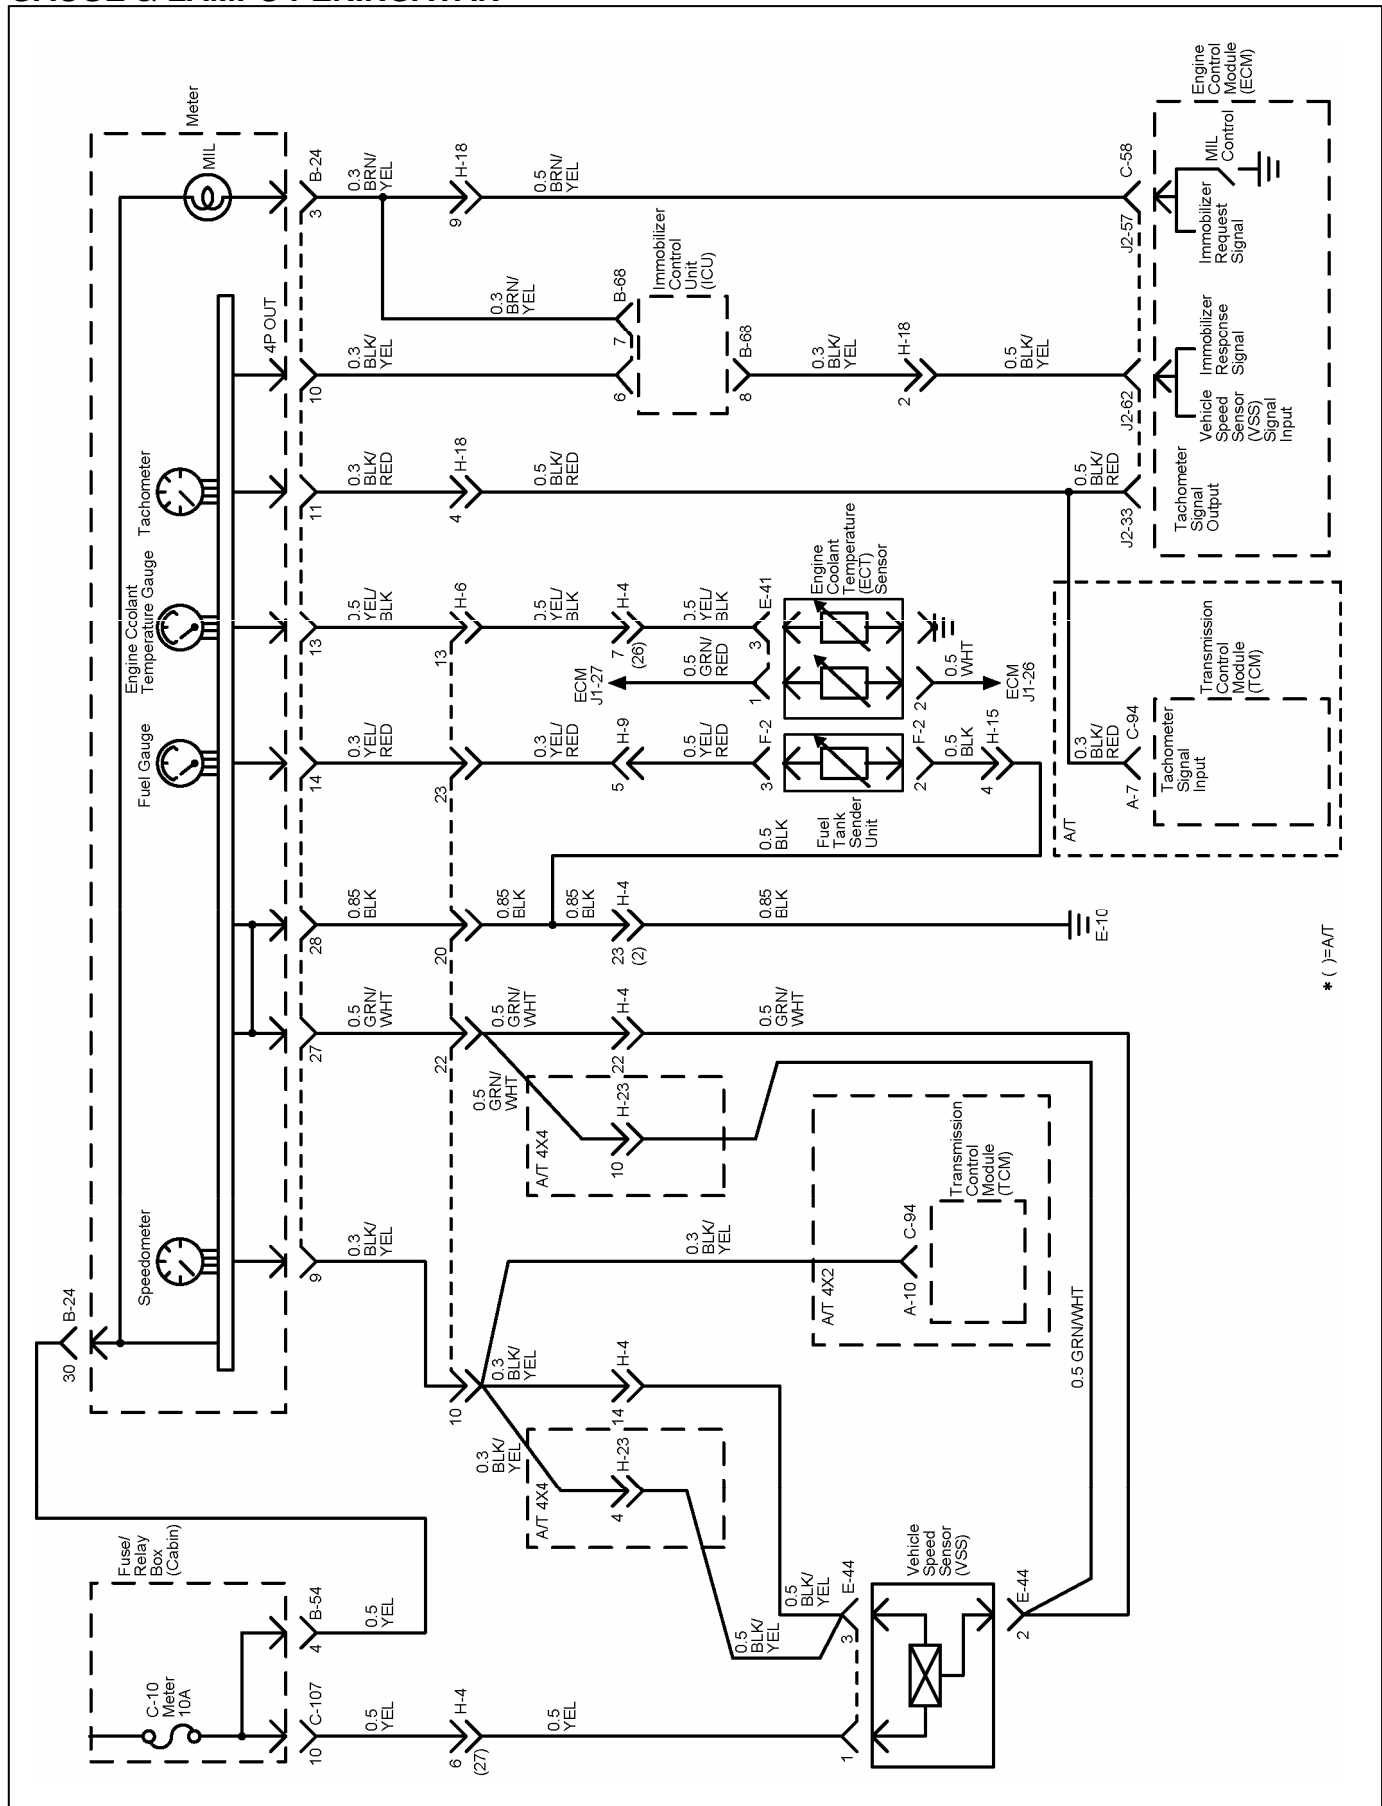 GAUGE & LAMPU PERINGATAN
Meter
MIL
4P OUT
Tachometer
Engine Ccolant
Temperature Gauge
Fuel Gauge
Speedometer
30
B-24
Fuse/
Relay
Box
(Cabin)
C-10
Meter
10A
3
B-24
10
11
13
14
28
27
9
4
B-54
10
C-107
0.3
BRN/
YEL
0.3
BLK/
YEL
0.3
BLK/
RED
0.5
YEL/
BLK
0.3
YEL/
RED
0.85
BLK
0.5
GRN/
WHT
0.3
BLK/
YEL
0.5
YEL
0.5
YEL
9
H-18
4
H-18
13
H-6
23
20
22
10
6
(27)
H-4
0.5
BRN/
YEL
0.3
BRN/
YEL
0.5
BLK/
RED
0.5
YEL/
BLK
0.3
YEL/
RED
0.85
BLK
0.85
BLK
0.5
GRN/
WHT
0.5
GRN/
WHT
0.3
BLK/
YEL
0.3
BLK/
YEL
0.5
YEL
A/T 4X4
10
H-23
A/T 4X4
4
H-23
7
B-68
6
Immobilizer
Control
Unit
(ICU)
8
B-68
7
(26)
H-4
5
H-9
23
(2)
H-4
22
H-4
14
H-4
ECM
J1-27
0.5
GRN/
RED
0.5
YEL/
BLK
0.5
YEL/
RED
0.3
BLK/
YEL
3
E-41
1
3
F-2
Engine
Coolant
Temperature
(ECT)
Sensor
Fuel
Tank
Sender
Unit
0.5
BLK
0.85
BLK
0.5
GRN/
WHT
2
F-2
2
0.5
WHT
0.5
BLK
4
H-15
ECM
J1-26
0.3
BLK/
YEL
2
H-18
0.5
BLK/
YEL
A/T 4X2
A-10
C-94
Transmission
Control
Module
(TCM)
0.5
BLK/
YEL
0.5
BLK/
YEL
3
E-44
1
Vehicle
Speed
Sensor
(VSS)
2
E-44
0.5 GRN/WHT
E-10
A/T
0.3
BLK/
RED
A-7
C-94
Tachometer
Signal
Input
Transmission
Control
Module
(TCM)
0.5
BLK/
RED
J2-33
J2-62
J2-57
C-58
Tachometer
Signal
Output
Vehicle
Speed
Sensor
(VSS)
Signal
Input
Immobilizer
Respcnse
Signal
Immobilizer
Request
Signal
MIL
Control
Engine
Control
Module
(ECM)
* ( )=A/T